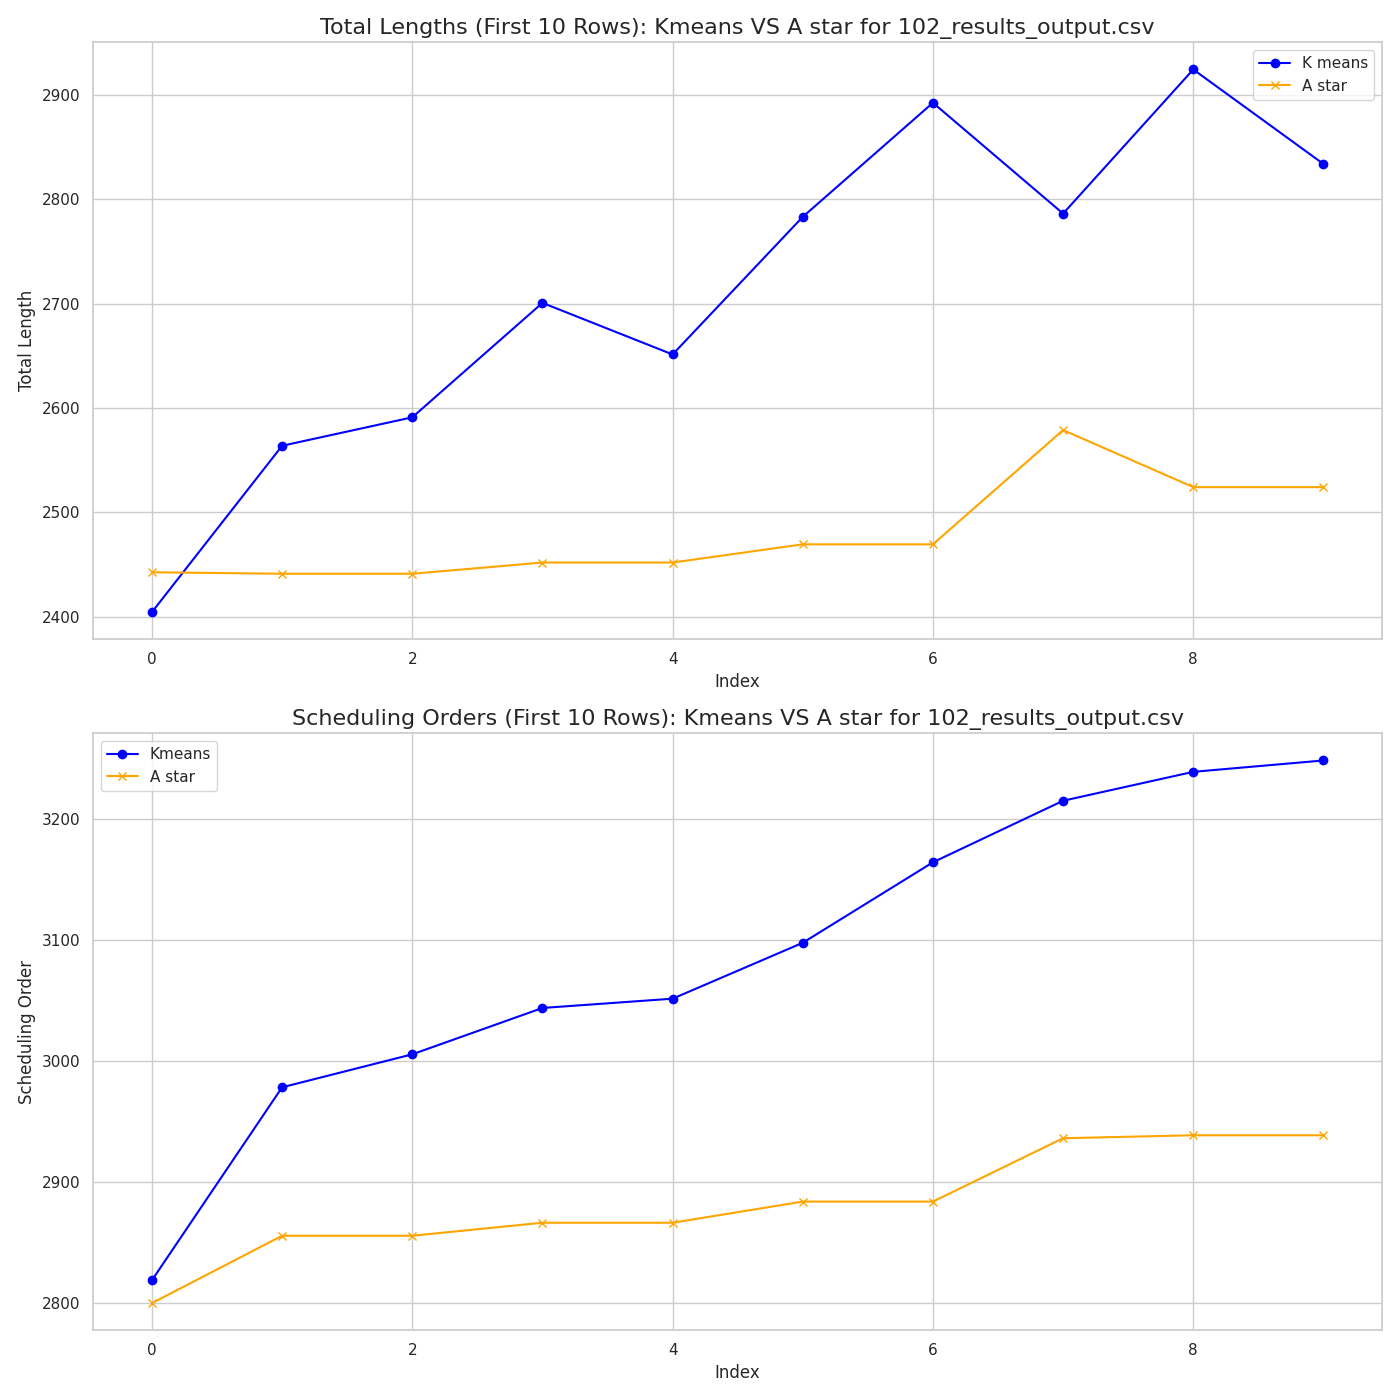 Total Lengths (First 10 Rows): Kmeans VS A star for 102_results_output.csv
K means
A star
2900
2800
2700
2600
2500
2400
Total Length
0 2 4 6 8
Index
Scheduling Orders (First 10 Rows): Kmeans VS A star for 102_results_output.csv
Kmeans
A star
3200
3100
3000
2900
2800
Scheduling Order
0 2 4 6 8
Index